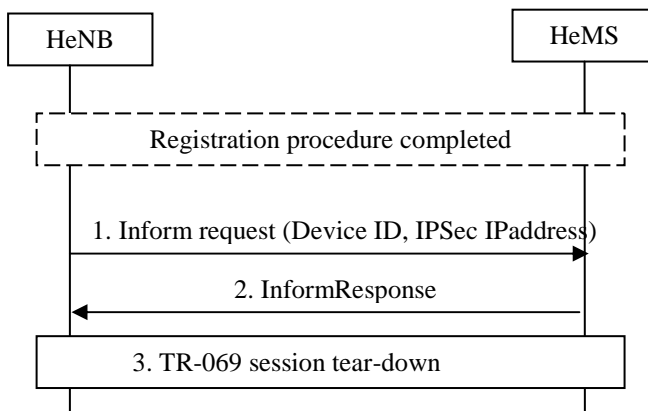 HeNB
HeMS
Registration procedure completed
1. Inform request (Device ID, IPSec IPaddress)
2. InformResponse
3. TR-069 session tear-down